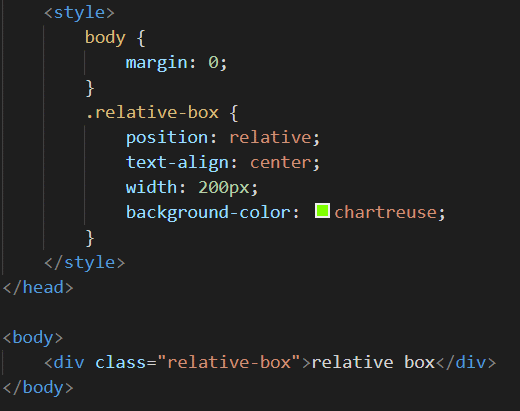 <style>
body {
margin: 0;
}
.relative-box {
position: relative;
text-align: center;
width: 200px;
background-color: chartreuse;
}
</style>
</head>
<body>
<div class="relative-box">relative box</div>
</body>